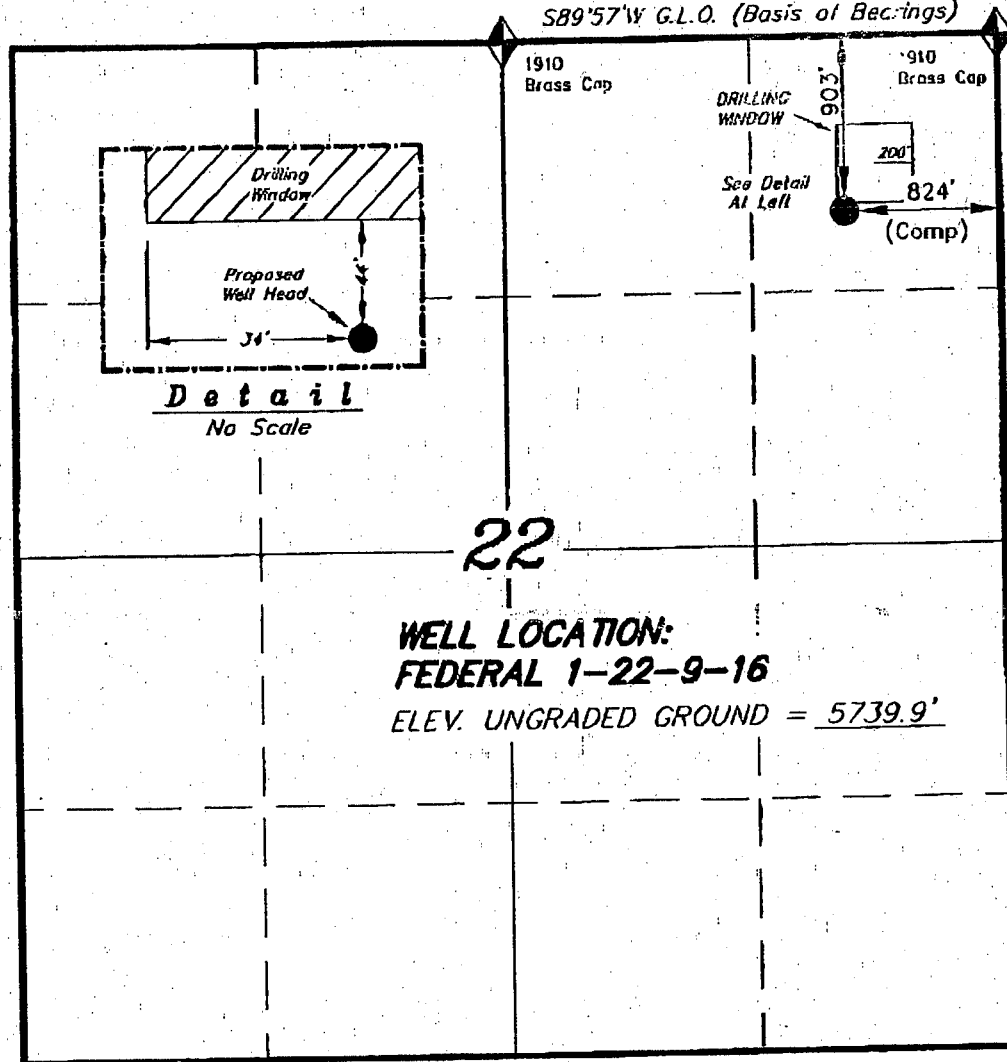 S89°57'W G.L.O. (Basis of Bearings)
1910
Brass Cap
1910
Brass Cap
903'
DRILLING
WINDOW
200'
See Detail
At Left
824'
(Comp)
Drilling
Window
Proposed
Well Head
34'
Detail
No Scale
22
WELL LOCATION:
FEDERAL 1-22-9-16
ELEV. UNGRADED GROUND = 5739.9'